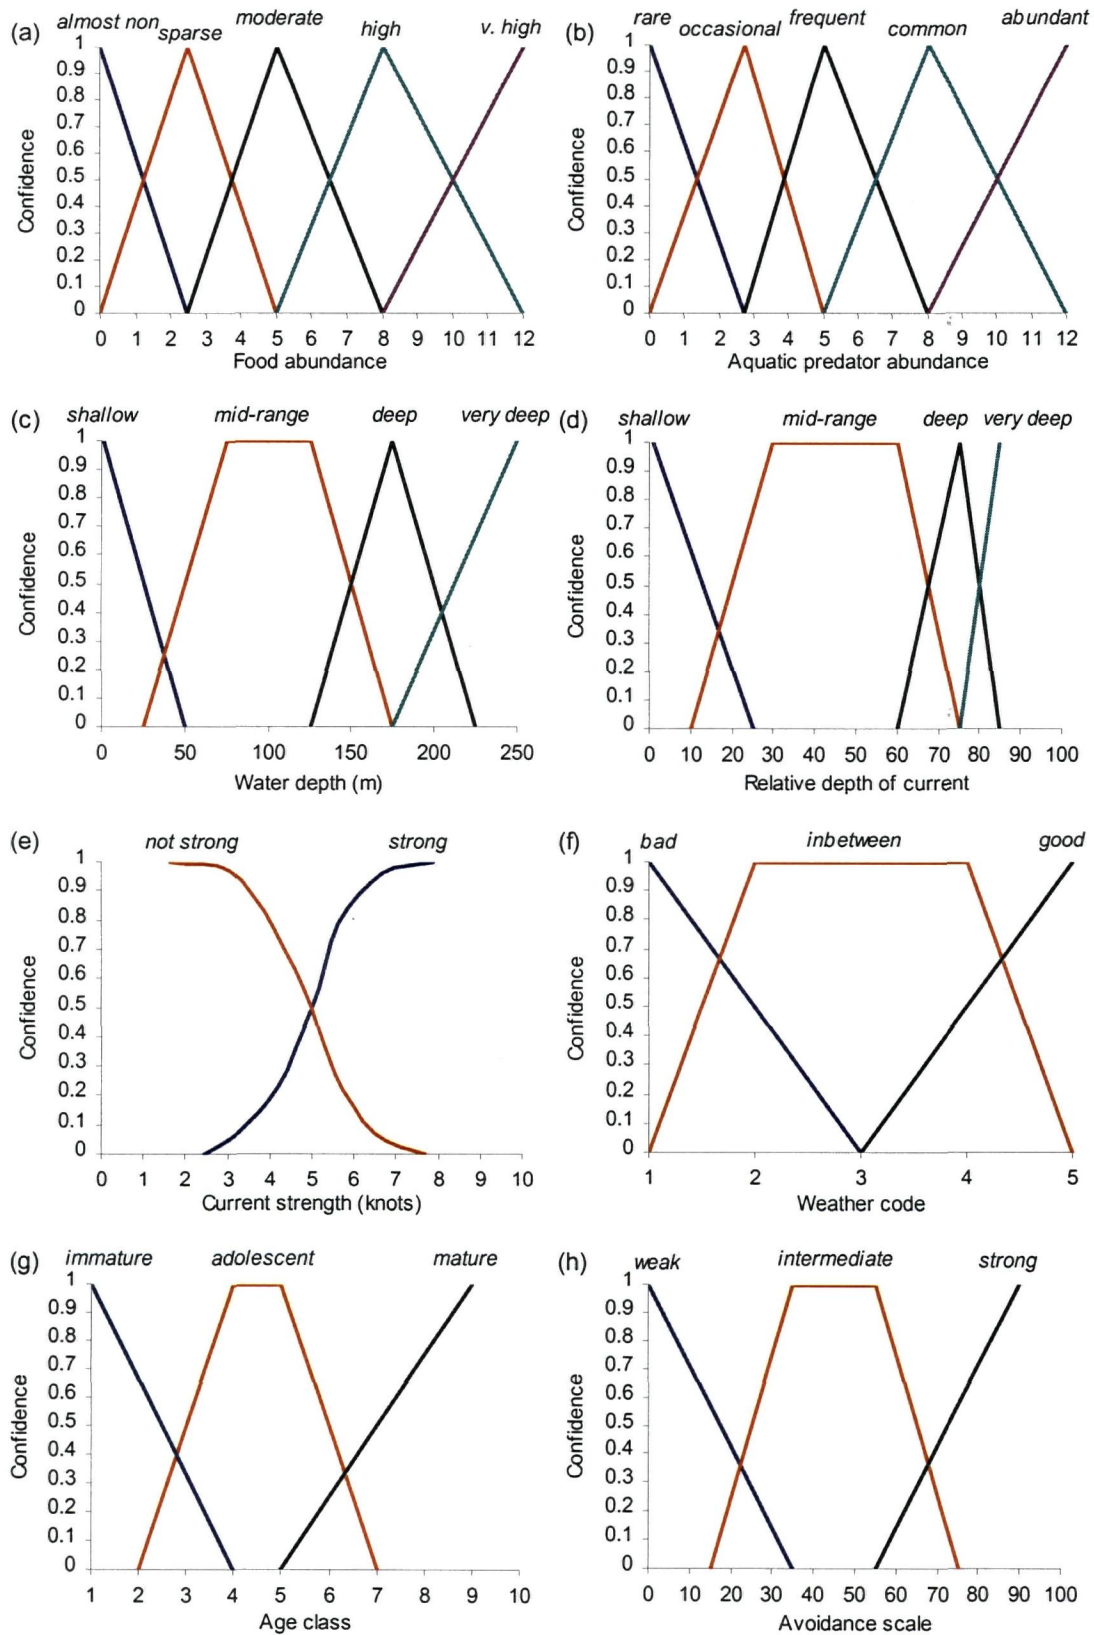 (a) almost non sparse moderate high v. high
1
0.9
0.8
0.7
0.6
0.5
0.4
0.3
0.2
0.1
0
Confidence
0 1 2 3 4 5 6 7 8 9 10 11 12
Food abundance
(b) rare occasional frequent common abundant
1
0.9
0.8
0.7
0.6
0.5
0.4
0.3
0.2
0.1
0
Confidence
0 1 2 3 4 5 6 7 8 9 10 11 12
Aquatic predator abundance
(c) shallow mid-range deep very deep
1
0.9
0.8
0.7
0.6
0.5
0.4
0.3
0.2
0.1
0
Confidence
0 50 100 150 200 250
Water depth (m)
(d) shallow mid-range deep very deep
1
0.9
0.8
0.7
0.6
0.5
0.4
0.3
0.2
0.1
0
Confidence
0 10 20 30 40 50 60 70 80 90 100
Relative depth of current
(e) not strong strong
1
0.9
0.8
0.7
0.6
0.5
0.4
0.3
0.2
0.1
0
Confidence
0 1 2 3 4 5 6 7 8 9 10
Current strength (knots)
(f) bad inbetween good
1
0.9
0.8
0.7
0.6
0.5
0.4
0.3
0.2
0.1
0
Confidence
1 2 3 4 5
Weather code
(g) immature adolescent mature
1
0.9
0.8
0.7
0.6
0.5
0.4
0.3
0.2
0.1
0
Confidence
1 2 3 4 5 6 7 8 9 10
Age class
(h) weak intermediate strong
1
0.9
0.8
0.7
0.6
0.5
0.4
0.3
0.2
0.1
0
Confidence
0 10 20 30 40 50 60 70 80 90 100
Avoidance scale